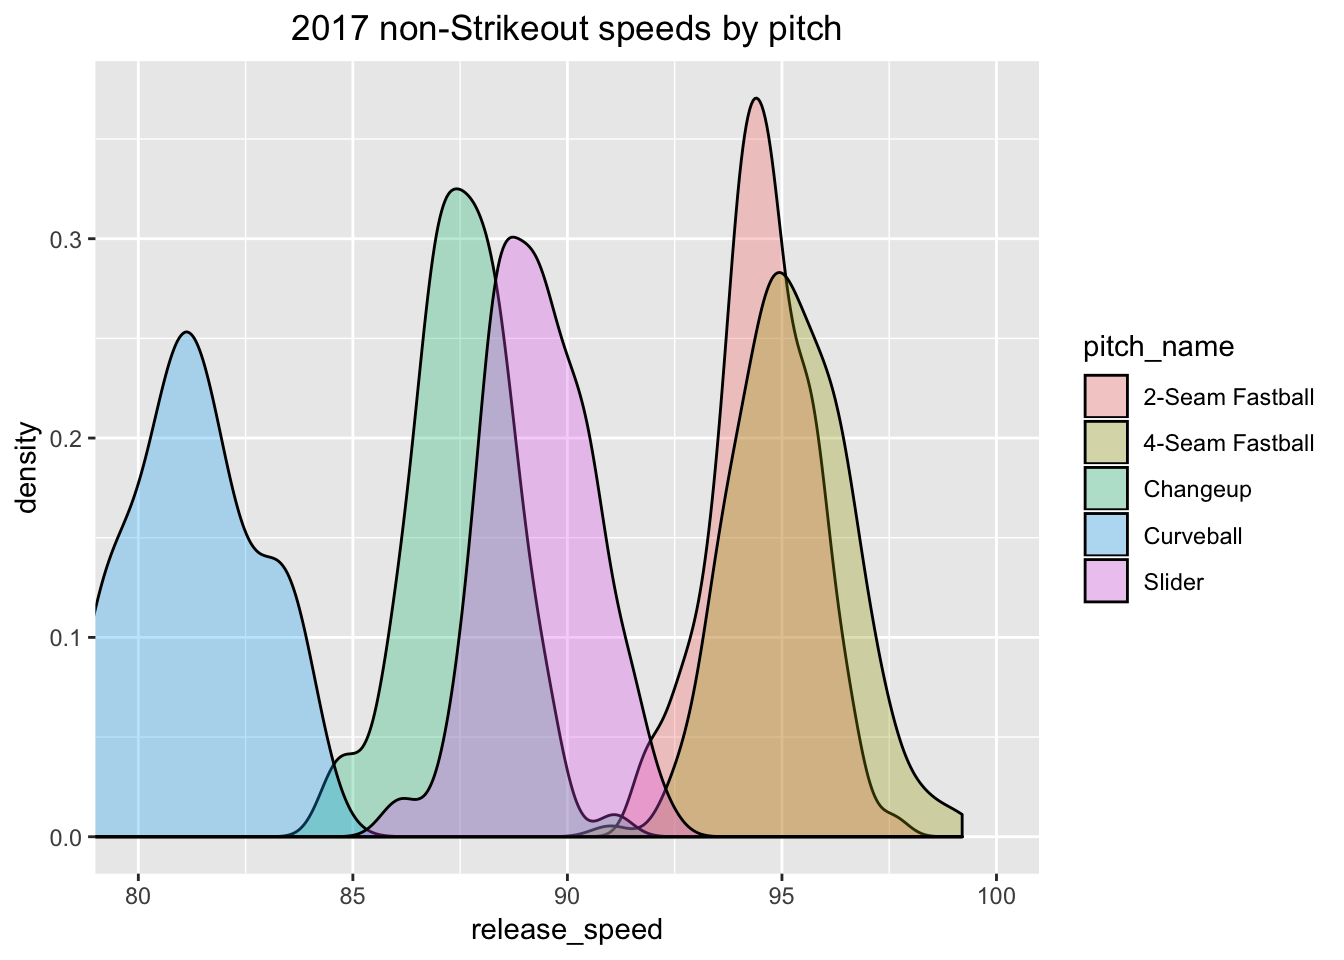 2017 non-Strikeout speeds by pitch
density
0.3
0.2
0.1
0.0
80 85 90 95 100
release_speed
pitch_name
2-Seam Fastball
4-Seam Fastball
Changeup
Curveball
Slider